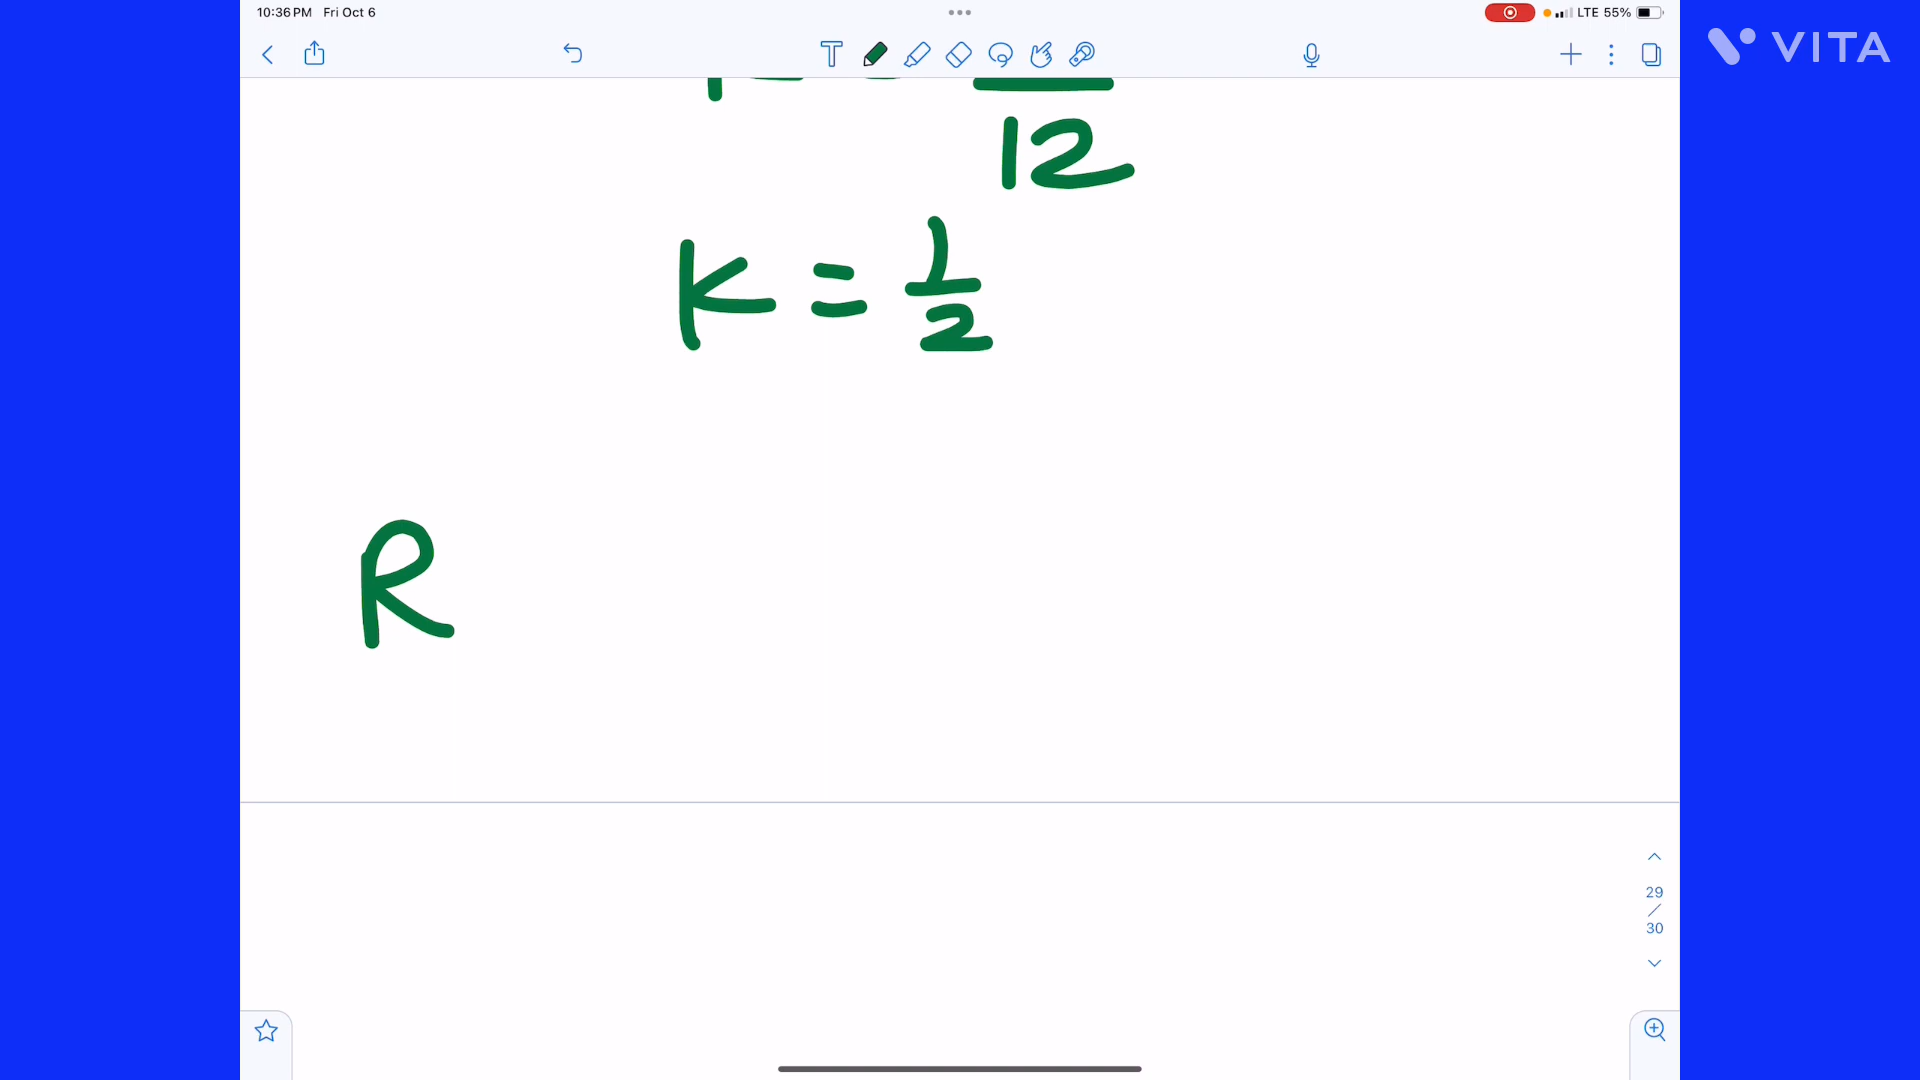 10:36 PM Fri Oct 6
LTE 55%
VITA
T
12
K = 1/2
R
29
/
30